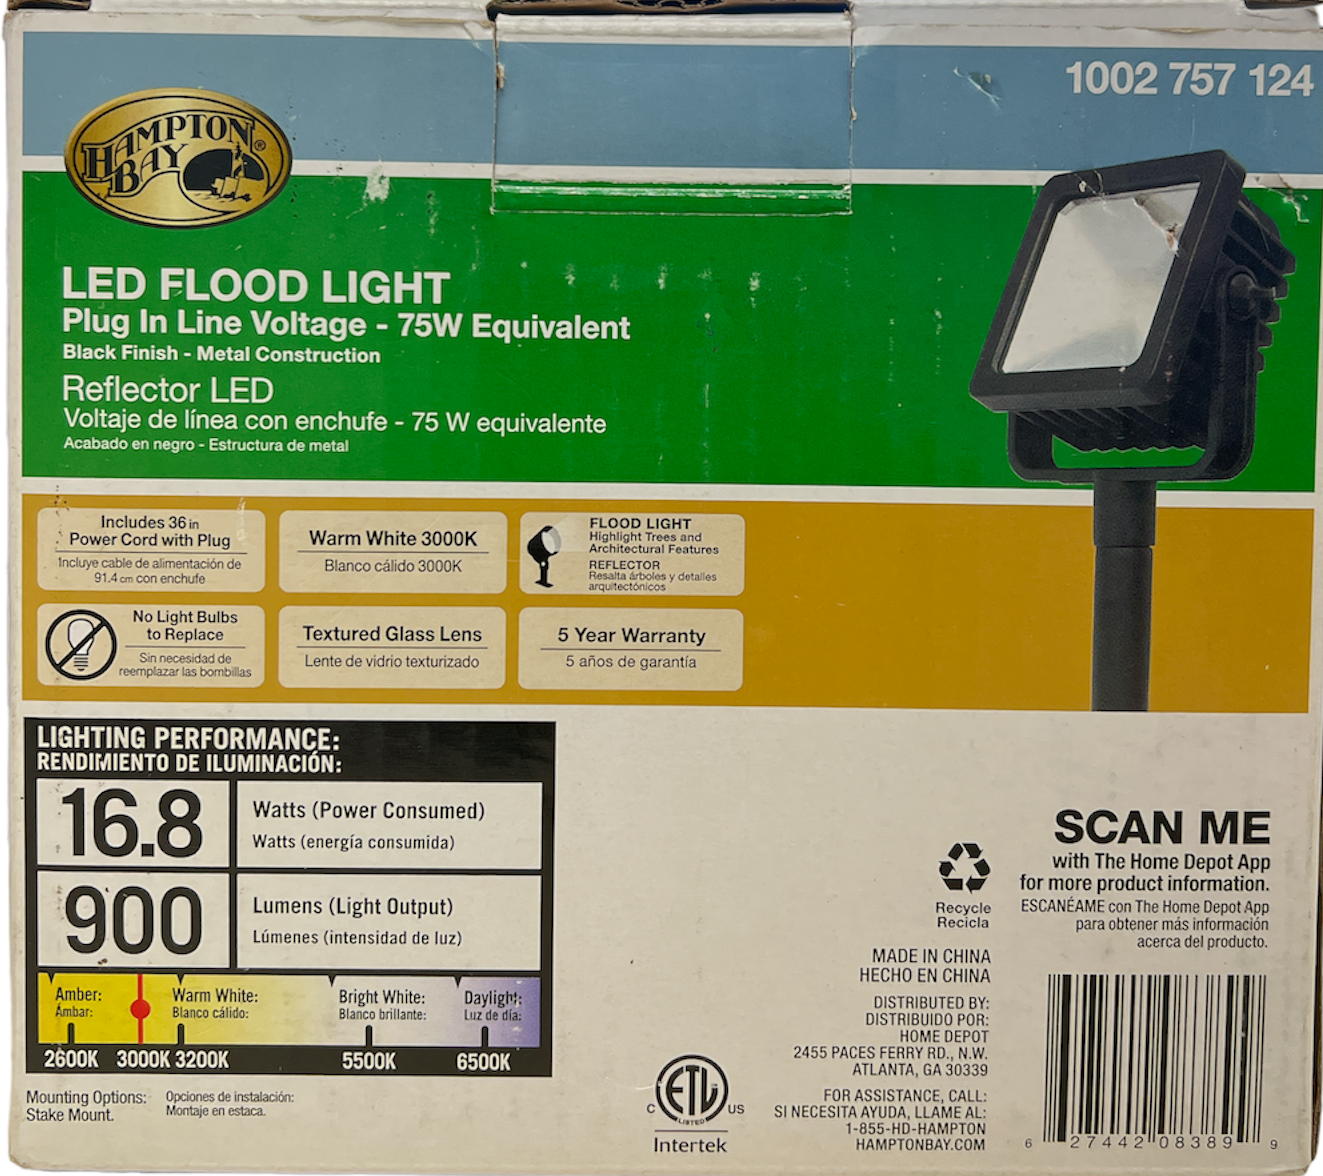 1002 757 124
HAMPTON
BAY
®
LED FLOOD LIGHT
Plug In Line Voltage - 75W Equivalent
Black Finish - Metal Construction
Reflector LED
Voltaje de línea con enchufe - 75 W equivalente
Acabado en negro - Estructura de metal
Includes 36 in
Power Cord with Plug
Incluye cable de alimentación de
91.4 cm con enchufe
Warm White 3000K
Blanco cálido 3000K
FLOOD LIGHT
Highlight Trees and
Architectural Features
REFLECTOR
Resalta árboles y detalles
arquitectónicos
No Light Bulbs
to Replace
Sin necesidad de
reemplazar las bombillas
Textured Glass Lens
Lente de vidrio texturizado
5 Year Warranty
5 años de garantía
LIGHTING PERFORMANCE:
RENDIMIENTO DE ILUMINACIÓN:
16.8
Watts (Power Consumed)
Watts (energía consumida)
900
Lumens (Light Output)
Lúmenes (intensidad de luz)
Amber:
Ámbar:
Warm White:
Blanco cálido:
Bright White:
Blanco brillante:
Daylight:
Luz de día:
2600K 3000K 3200K 5500K 6500K
Mounting Options:
Stake Mount.
Opciones de instalación:
Montaje en estaca.
SCAN ME
with The Home Depot App
for more product information.
ESCANÉAME con The Home Depot App
para obtener más información
acerca del producto.
Recycle
Recicla
MADE IN CHINA
HECHO EN CHINA
DISTRIBUTED BY:
DISTRIBUIDO POR:
HOME DEPOT
2455 PACES FERRY RD., N.W.
ATLANTA, GA 30339
FOR ASSISTANCE, CALL:
SI NECESITA AYUDA, LLAME AL:
1-855-HD-HAMPTON
HAMPTONBAY.COM
C ETL US
LISTED
Intertek
6 27442 08389 9